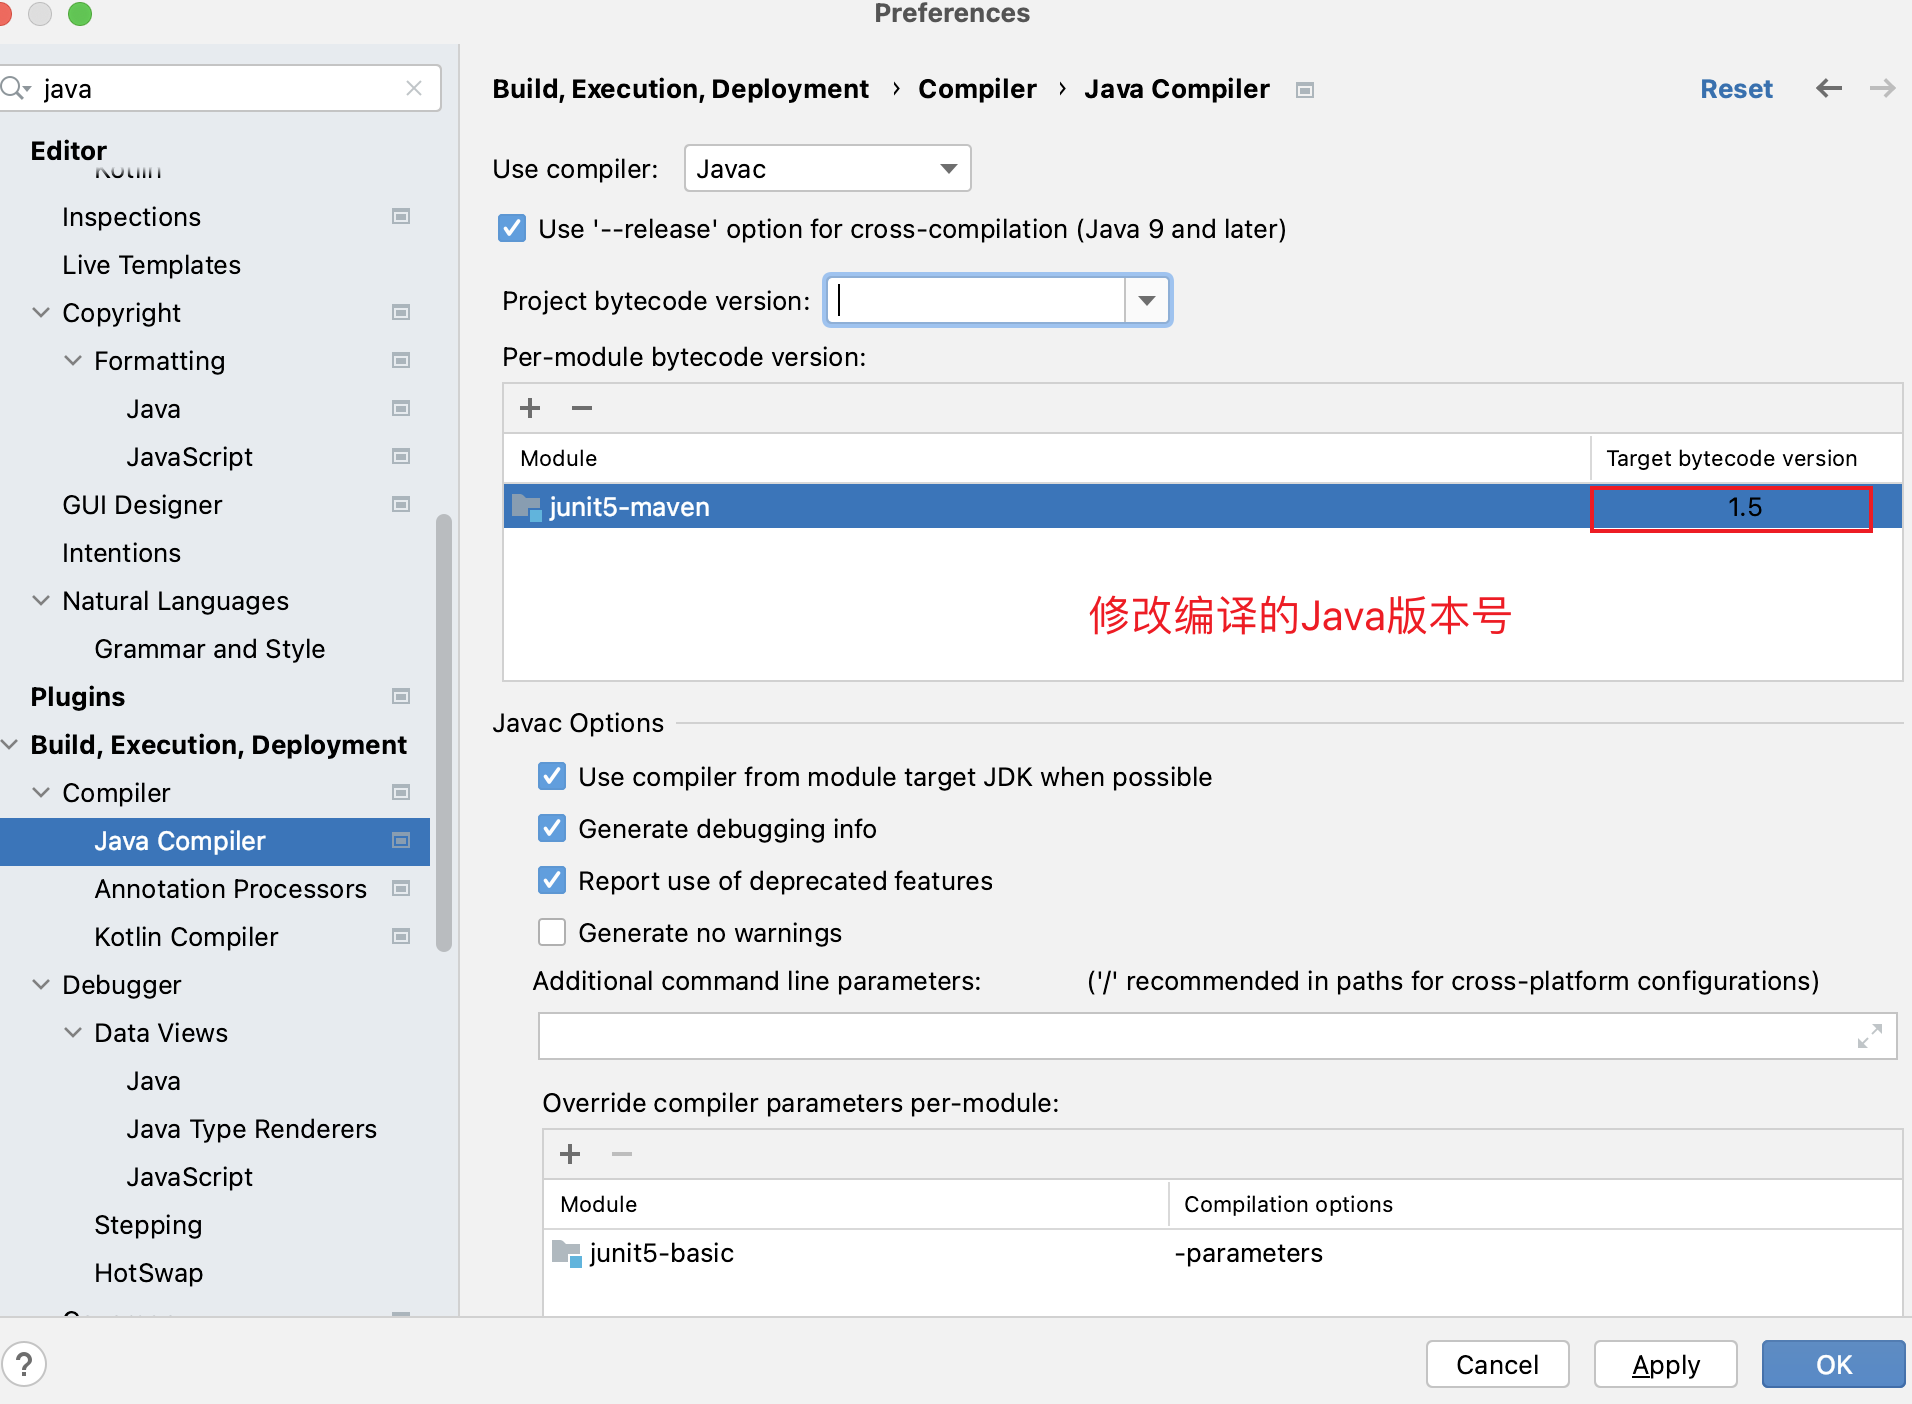 Preferences
java
Editor
Kotlin
Inspections
Live Templates
Copyright
Formatting
Java
JavaScript
GUI Designer
Intentions
Natural Languages
Grammar and Style
Plugins
Build, Execution, Deployment
Compiler
Java Compiler
Annotation Processors
Kotlin Compiler
Debugger
Data Views
Java
Java Type Renderers
JavaScript
Stepping
HotSwap
Build, Execution, Deployment › Compiler › Java Compiler
Reset
Use compiler: Javac
Use '--release' option for cross-compilation (Java 9 and later)
Project bytecode version:
Per-module bytecode version:
Module Target bytecode version
junit5-maven 1.5
修改编译的Java版本号
Javac Options
Use compiler from module target JDK when possible
Generate debugging info
Report use of deprecated features
Generate no warnings
Additional command line parameters: ('/' recommended in paths for cross-platform configurations)
Override compiler parameters per-module:
Module Compilation options
junit5-basic -parameters
?
Cancel Apply OK